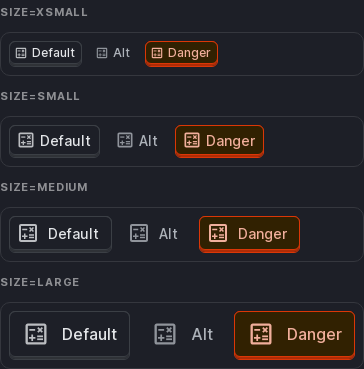 SIZE=XSMALL
Default Alt Danger
SIZE=SMALL
Default Alt Danger
SIZE=MEDIUM
Default Alt Danger
SIZE=LARGE
Default Alt Danger